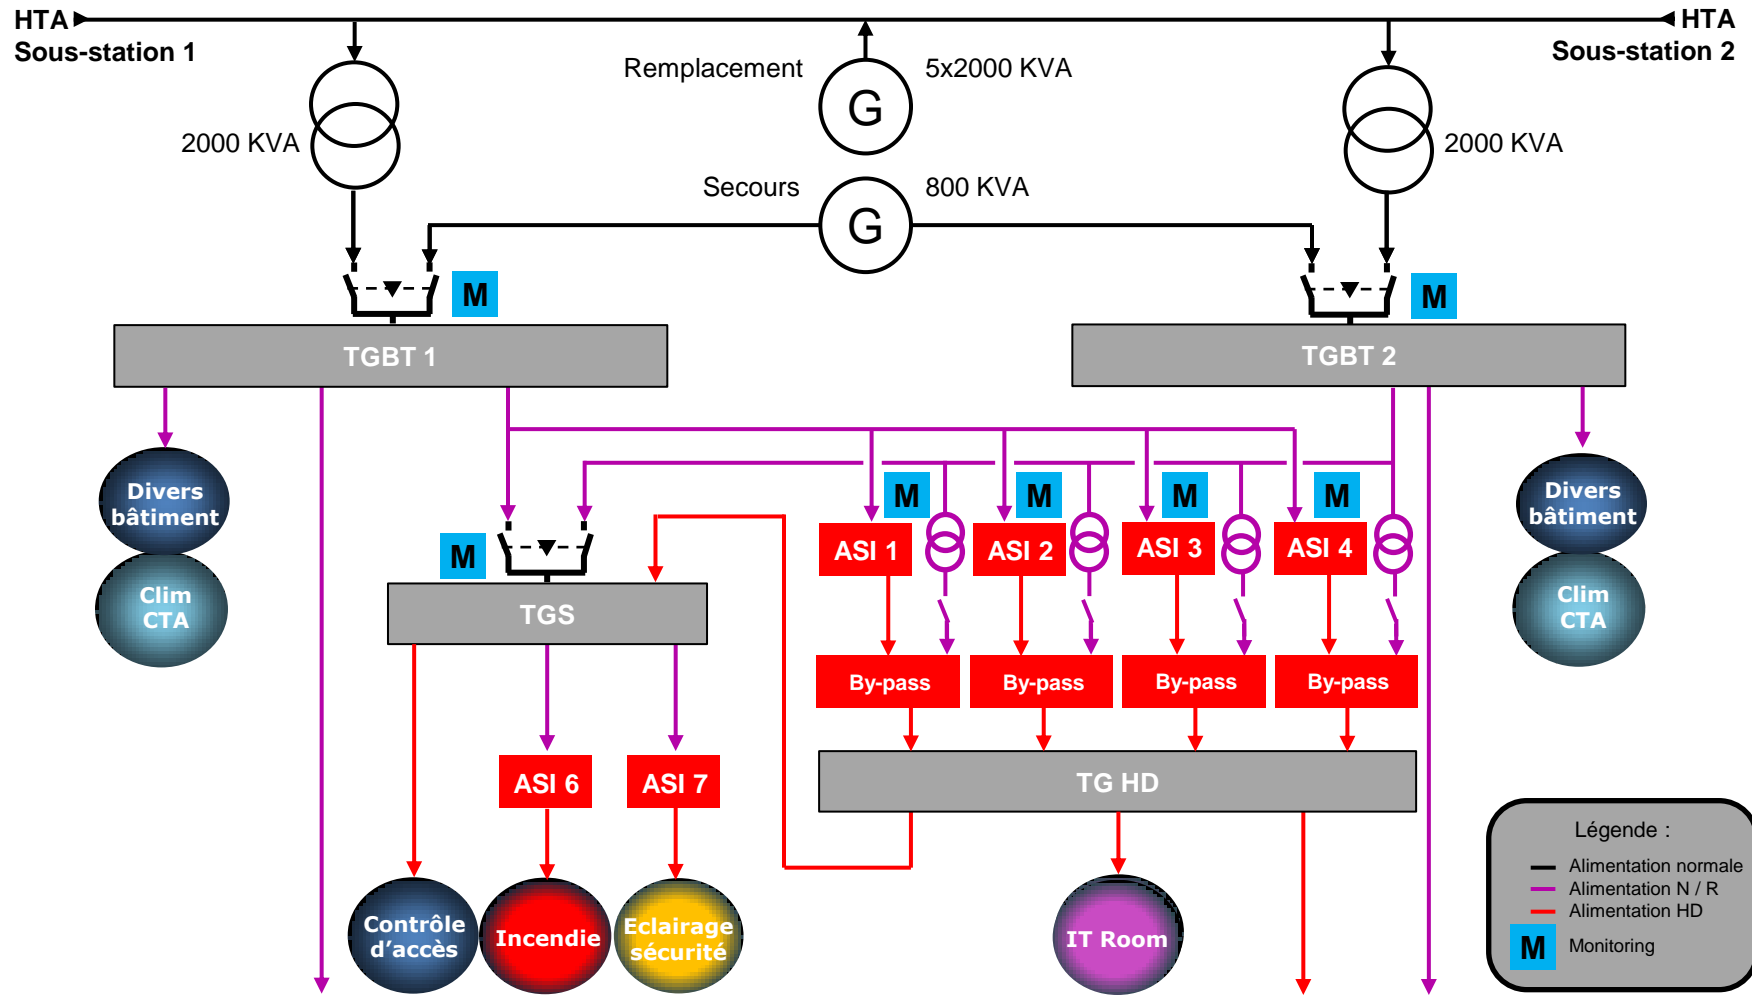 HTA
HTA
Sous-station 1
Sous-station 2
Remplacement
5x2000 KVA
G
2000 KVA
2000 KVA
Secours
800 KVA
G
M
M
TGBT 1
TGBT 2
Divers
bâtiment
Clim
CTA
Divers
bâtiment
Clim
CTA
M
M
M
M
ASI 1
ASI 2
ASI 3
ASI 4
M
TGS
By-pass
By-pass
By-pass
By-pass
ASI 6
ASI 7
TG HD
Contrôle
d'accès
Incendie
Eclairage
sécurité
IT Room
Légende :
Alimentation normale
Alimentation N / R
Alimentation HD
M
Monitoring